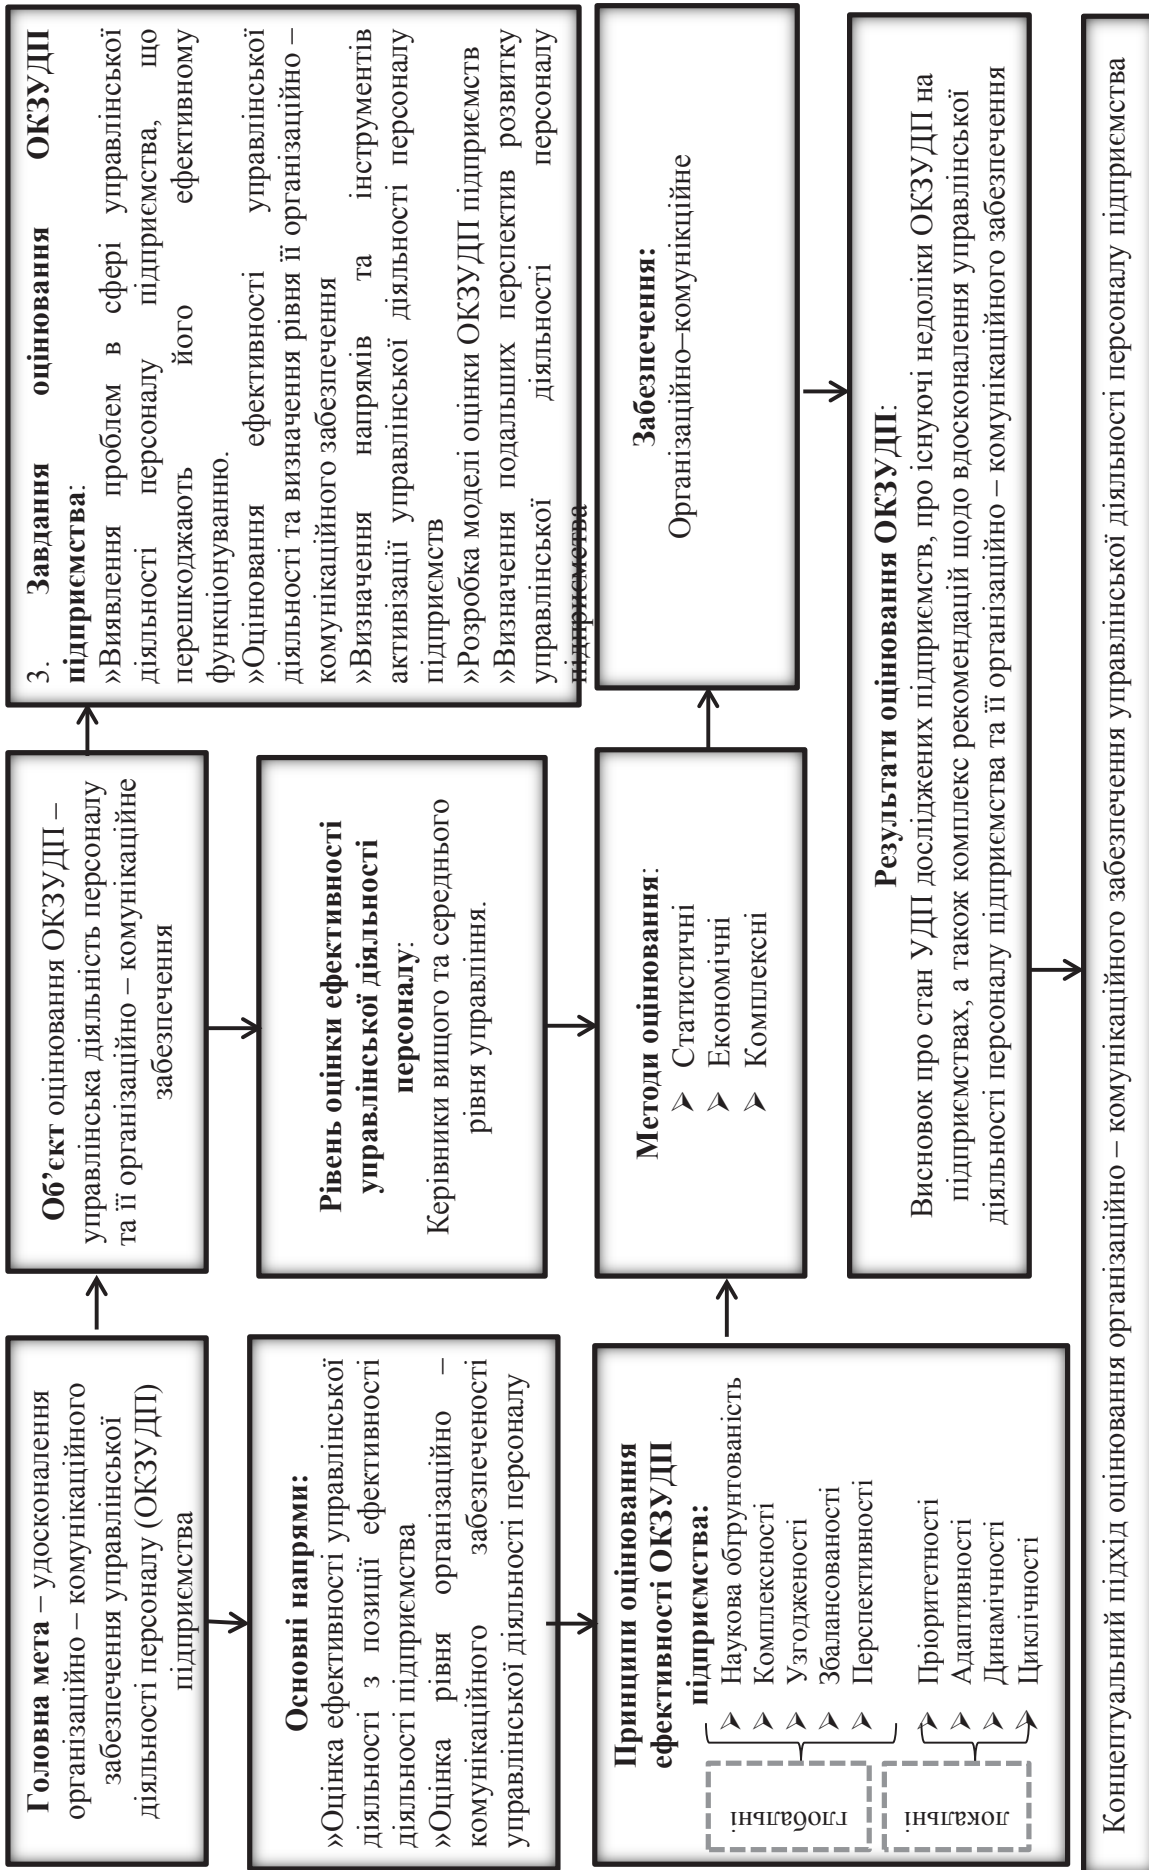 Головна мета – удосконалення
організаційно – комунікаційного
забезпечення управлінської
діяльності персоналу (ОКЗУДП)
підприємства
Об’єкт оцінювання ОКЗУДП –
управлінська діяльність персоналу
та її організаційно – комунікаційне
забезпечення
3. Завдання оцінювання ОКЗУДП
підприємства:
»Виявлення проблем в сфері управлінської
діяльності персоналу підприємства, що
перешкоджають його ефективному
функціонуванню.
»Оцінювання ефективності управлінської
діяльності та визначення рівня її організаційно –
комунікаційного забезпечення
»Визначення напрямів та інструментів
активізації управлінської діяльності персоналу
підприємств
»Розробка моделі оцінки ОКЗУДП підприємств
»Визначення подальших перспектив розвитку
управлінської діяльності персоналу
підприємства
Основні напрями:
»Оцінка ефективності управлінської
діяльності з позиції ефективності
діяльності підприємства
»Оцінка рівня організаційно –
комунікаційного забезпеченості
управлінської діяльності персоналу
Рівень оцінки ефективності
управлінської діяльності
персоналу:
Керівники вищого та середнього
рівня управління.
Принципи оцінювання
ефективності ОКЗУДП
підприємства:
глобальні
➢ Наукова обгрунтованість
➢ Комплексності
➢ Узгодженості
➢ Збалансованості
➢ Перспективності
локальні
➢ Пріоритетності
➢ Адаптивності
➢ Динамічності
➢ Циклічності
Методи оцінювання:
➢ Статистичні
➢ Економічні
➢ Комплексні
Забезпечення:
Організаційно–комунікційне
Результати оцінювання ОКЗУДП:
Висновок про стан УДП досліджених підприємств, про існуючі недоліки ОКЗУДП на
підприємствах, а також комплекс рекомендацій щодо вдосконалення управлінської
діяльності персоналу підприємства та її організаційно – комунікаційного забезпечення
Концептуальний підхід оцінювання організаційно – комунікаційного забезпечення управлінської діяльності персоналу підприємства